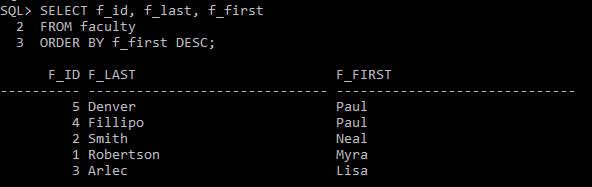 SQL> SELECT f_id, f_last, f_first
  2  FROM faculty
  3  ORDER BY f_first DESC;
      F_ID F_LAST                         F_FIRST
---------- ------------------------------ ------------------------------
         5 Denver                         Paul
         4 Fillipo                        Paul
         2 Smith                          Neal
         1 Robertson                      Myra
         3 Arlec                          Lisa